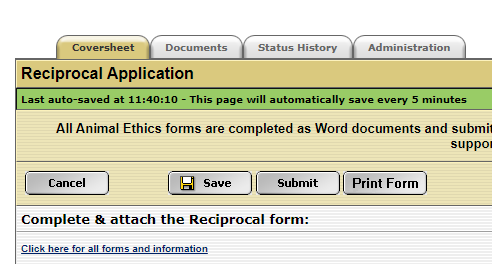 Coversheet Documents Status History Administration
Reciprocal Application
Last auto-saved at 11:40:10 - This page will automatically save every 5 minutes
All Animal Ethics forms are completed as Word documents and
Cancel Save Submit Print Form
Complete & attach the Reciprocal form:
Click here for all forms and information